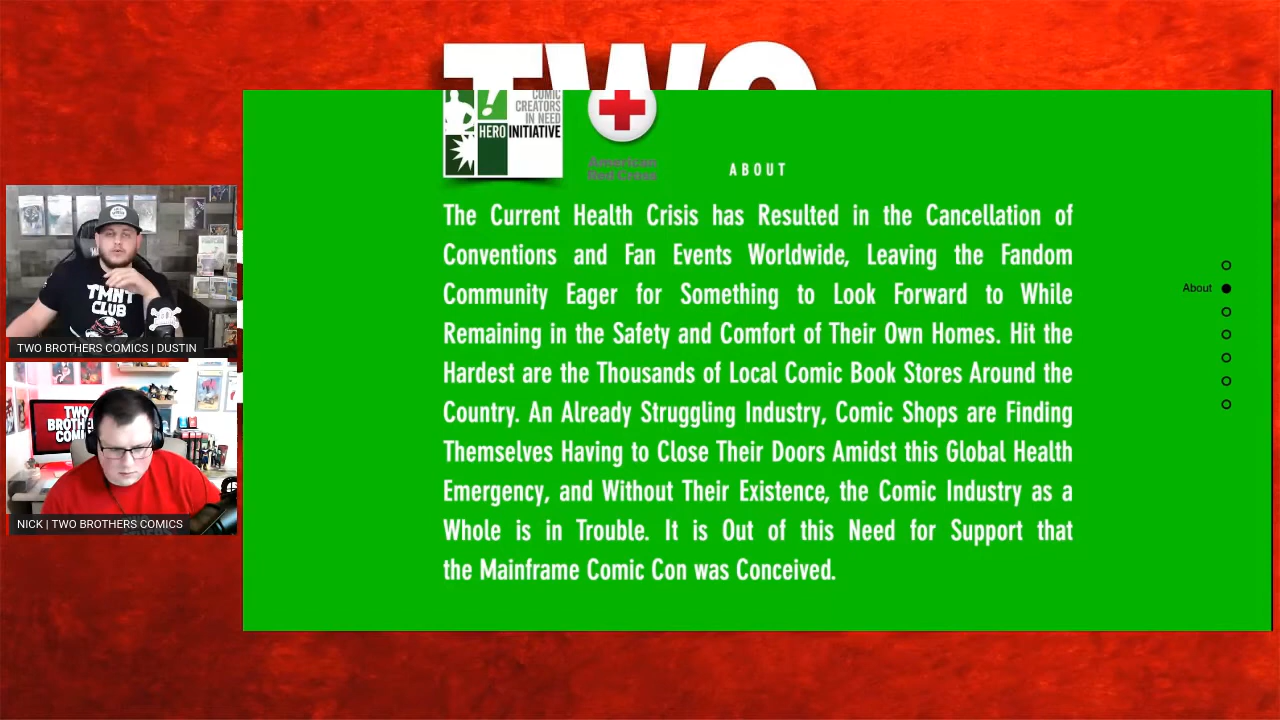 TWO
COMIC
CREATORS
IN NEED
HERO INITIATIVE
American
Red Cross
ABOUT
The Current Health Crisis has Resulted in the Cancellation of
Conventions and Fan Events Worldwide, Leaving the Fandom
Community Eager for Something to Look Forward to While
Remaining in the Safety and Comfort of Their Own Homes. Hit the
Hardest are the Thousands of Local Comic Book Stores Around the
Country. An Already Struggling Industry, Comic Shops are Finding
Themselves Having to Close Their Doors Amidst this Global Health
Emergency, and Without Their Existence, the Comic Industry as a
Whole is in Trouble. It is Out of this Need for Support that
the Mainframe Comic Con was Conceived.
About
TMNT
CLUB
TWO BROTHERS COMICS | DUSTIN
TWO
NICK | TWO BROTHERS COMICS